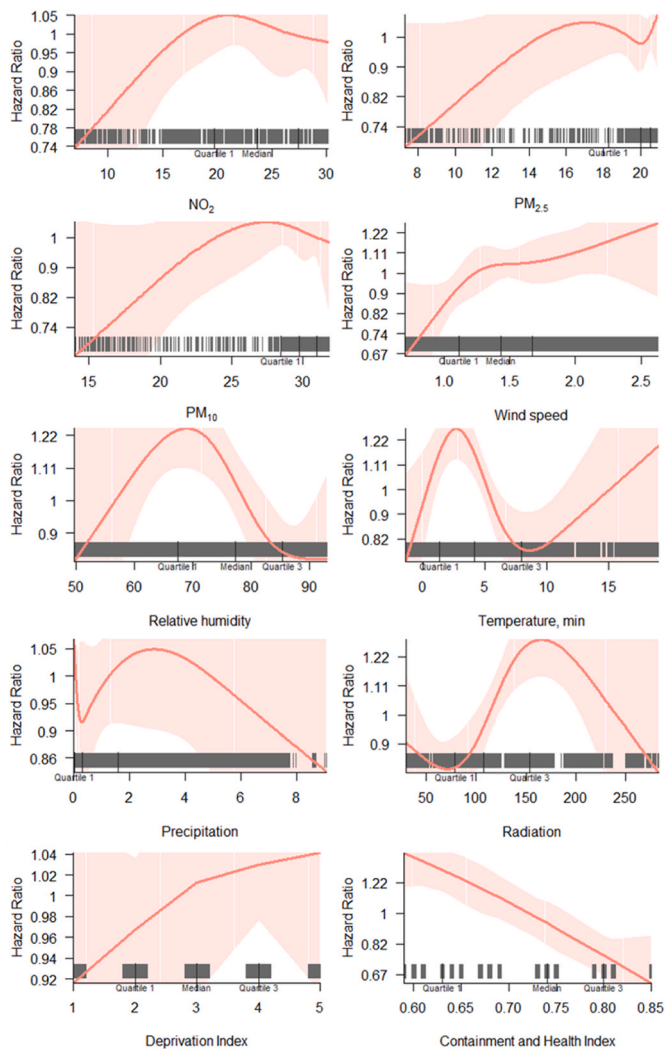 Hazard Ratio
1.05
1
0.95
0.9
0.86
0.82
0.78
0.74
10 15 20 25 30
Quartile 1 Median
NO2
Hazard Ratio
1
0.9
0.82
0.74
8 10 12 14 16 18 20
Quartile 1
PM2.5
Hazard Ratio
1
0.9
0.82
0.74
15 20 25 30
Quartile 1
PM10
Hazard Ratio
1.22
1.11
1
0.9
0.82
0.74
0.67
1.0 1.5 2.0 2.5
Quartile 1 Median
Wind speed
Hazard Ratio
1.22
1.11
1
0.9
50 60 70 80 90
Quartile 1 Median Quartile 3
Relative humidity
Hazard Ratio
1.22
1.11
1
0.9
0.82
0 5 10 15
Quartile 1 Quartile 3
Temperature, min
Hazard Ratio
1.05
1
0.95
0.9
0.86
0 2 4 6 8
Quartile 1
Precipitation
Hazard Ratio
1.22
1.11
1
0.9
50 100 150 200 250
Quartile 1 Quartile 3
Radiation
Hazard Ratio
1.04
1.02
1
0.98
0.96
0.94
0.92
1 2 3 4 5
Quartile 1 Median Quartile 3
Deprivation Index
Hazard Ratio
1.22
1
0.82
0.67
0.60 0.65 0.70 0.75 0.80 0.85
Quartile 1 Median Quartile 3
Containment and Health Index